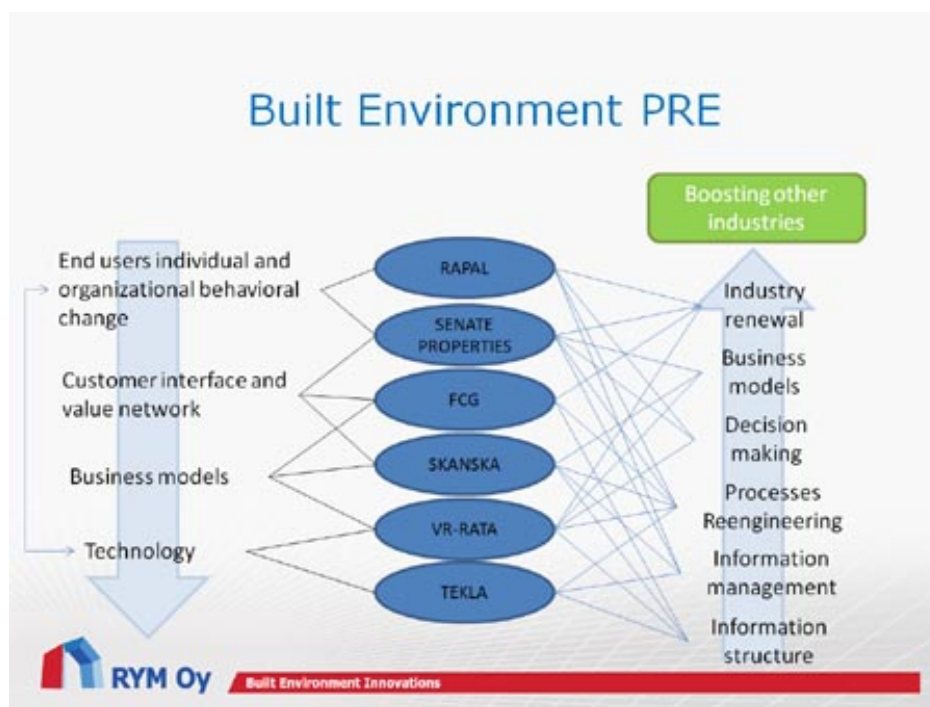 Built Environment PRE
Boosting other
industries
End users individual and
organizational behavioral
change
Customer interface and
value network
Business models
Technology
RAPAL
SENATE
PROPERTIES
FCG
SKANSKA
VR-RATA
TEKLA
Industry
renewal
Business
models
Decision
making
Processes
Reengineering
Information
management
Information
structure
RYM Oy
Built Environment Innovations